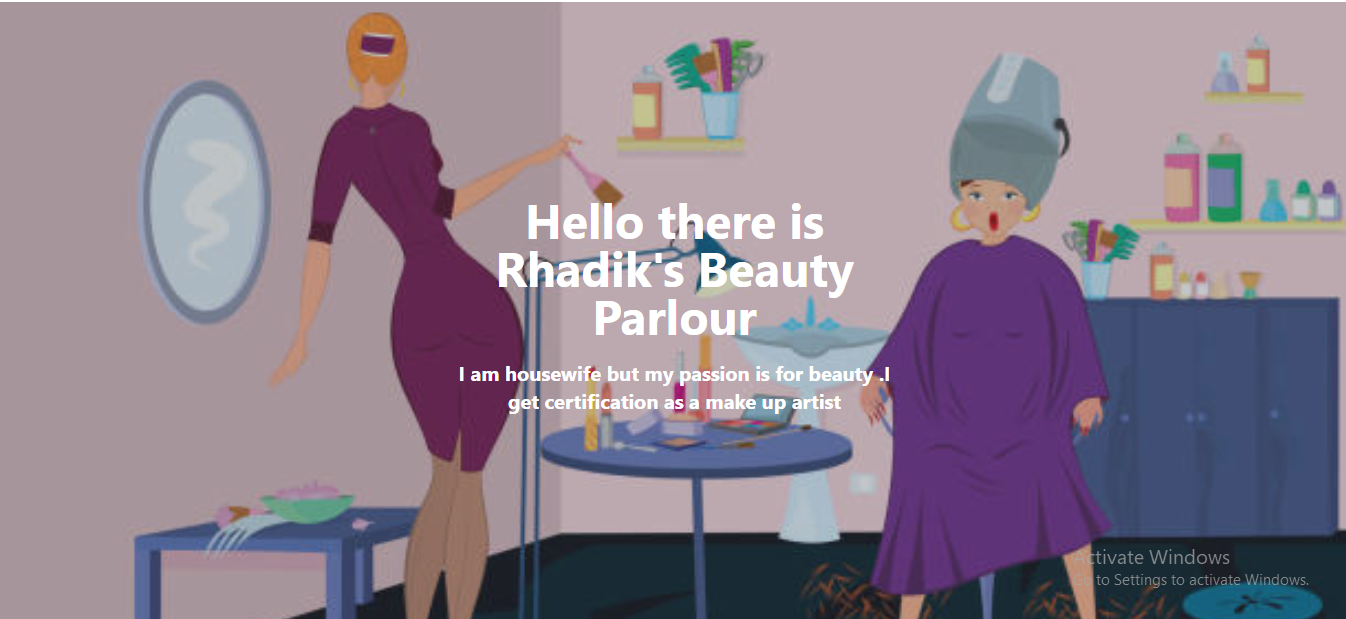 Hello there is
Rhadik's Beauty
Parlour
I am housewife but my passion is for beauty .I
get certification as a make up artist
Activate Windows
Go to Settings to activate Windows.